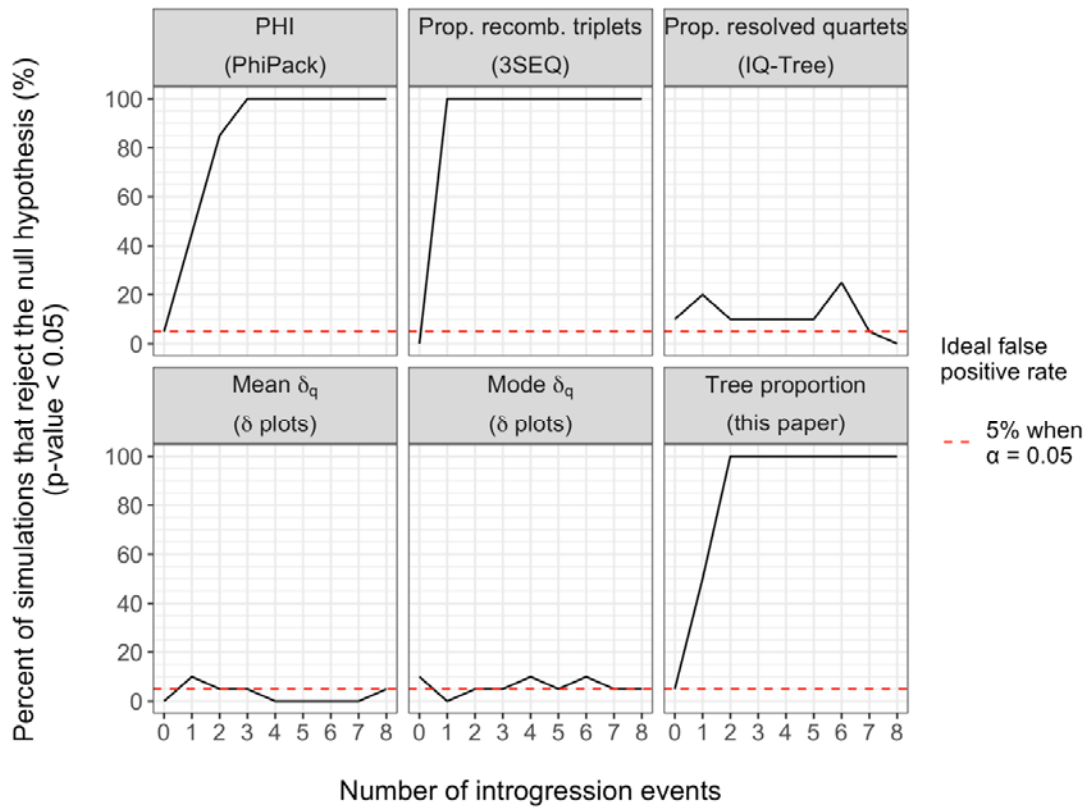 Percent of simulations that reject the null hypothesis (%)
(p-value < 0.05)
PHI
(PhiPack)
Prop. recomb. triplets
(3SEQ)
Prop. resolved quartets
(IQ-Tree)
100
80
60
40
20
0
Mean δq
(δ plots)
Mode δq
(δ plots)
Tree proportion
(this paper)
100
80
60
40
20
0
0 1 2 3 4 5 6 7 8
0 1 2 3 4 5 6 7 8
0 1 2 3 4 5 6 7 8
Number of introgression events
Ideal false
positive rate
5% when
α = 0.05